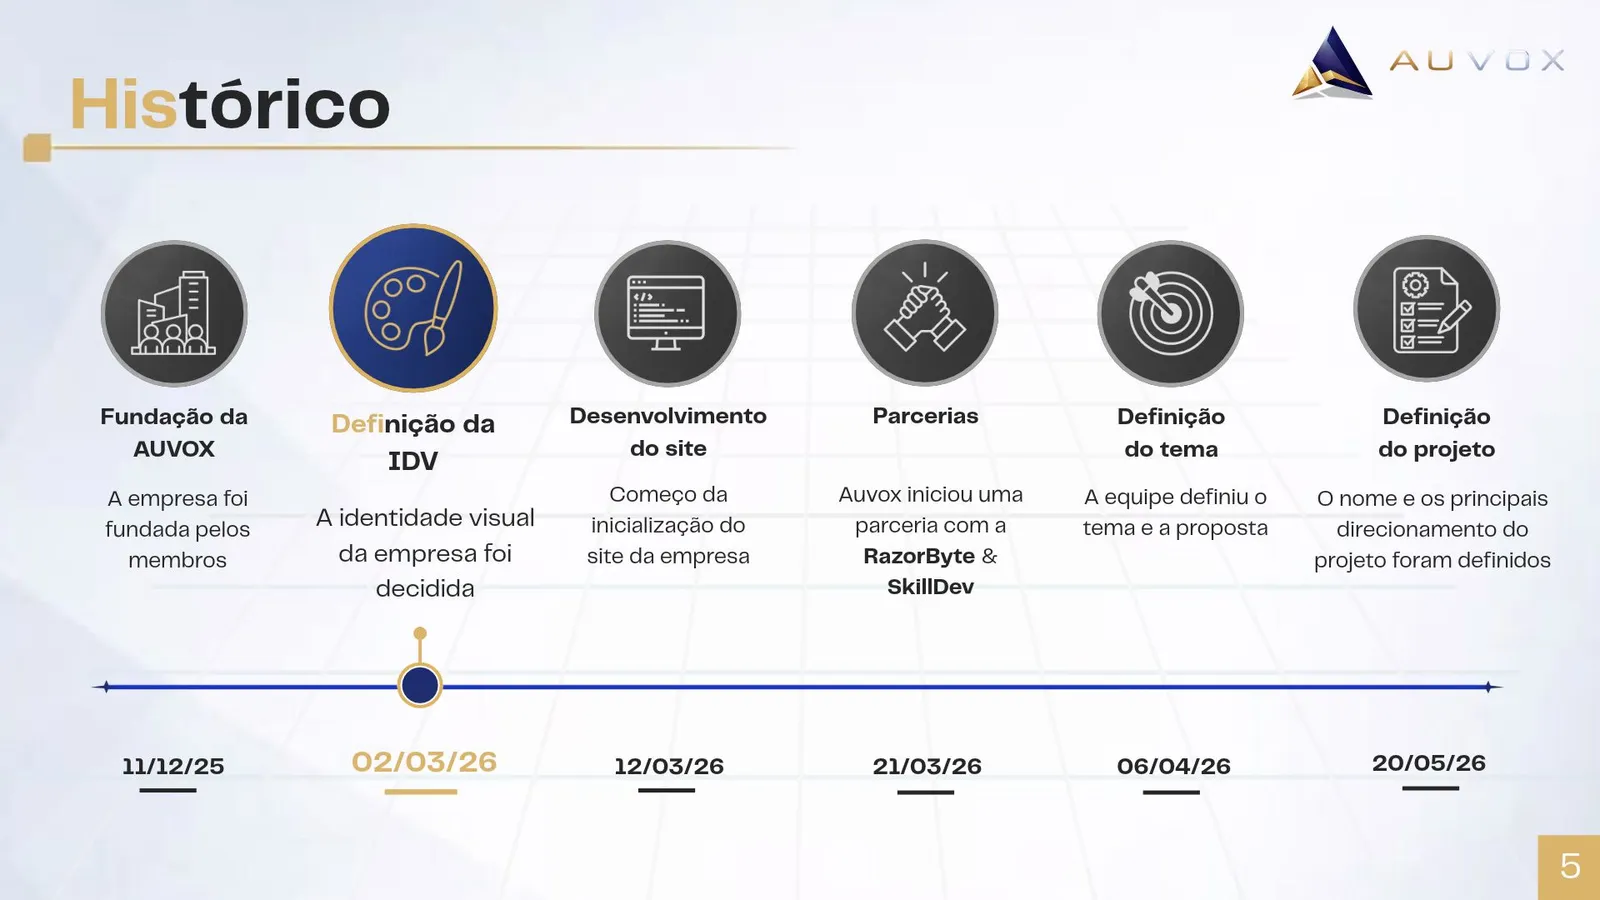 AUVOX
Histórico
</>
Fundação da
AUVOX
A empresa foi
fundada pelos
membros
Definição da
IDV
A identidade visual
da empresa foi
decidida
Desenvolvimento
do site
Começo da
inicialização do
site da empresa
Parcerias
Auvox iniciou uma
parceria com a
RazorByte &
SkillDev
Definição
do tema
A equipe definiu o
tema e a proposta
Definição
do projeto
O nome e os principais
direcionamento do
projeto foram definidos
11/12/25
02/03/26
12/03/26
21/03/26
06/04/26
20/05/26
5